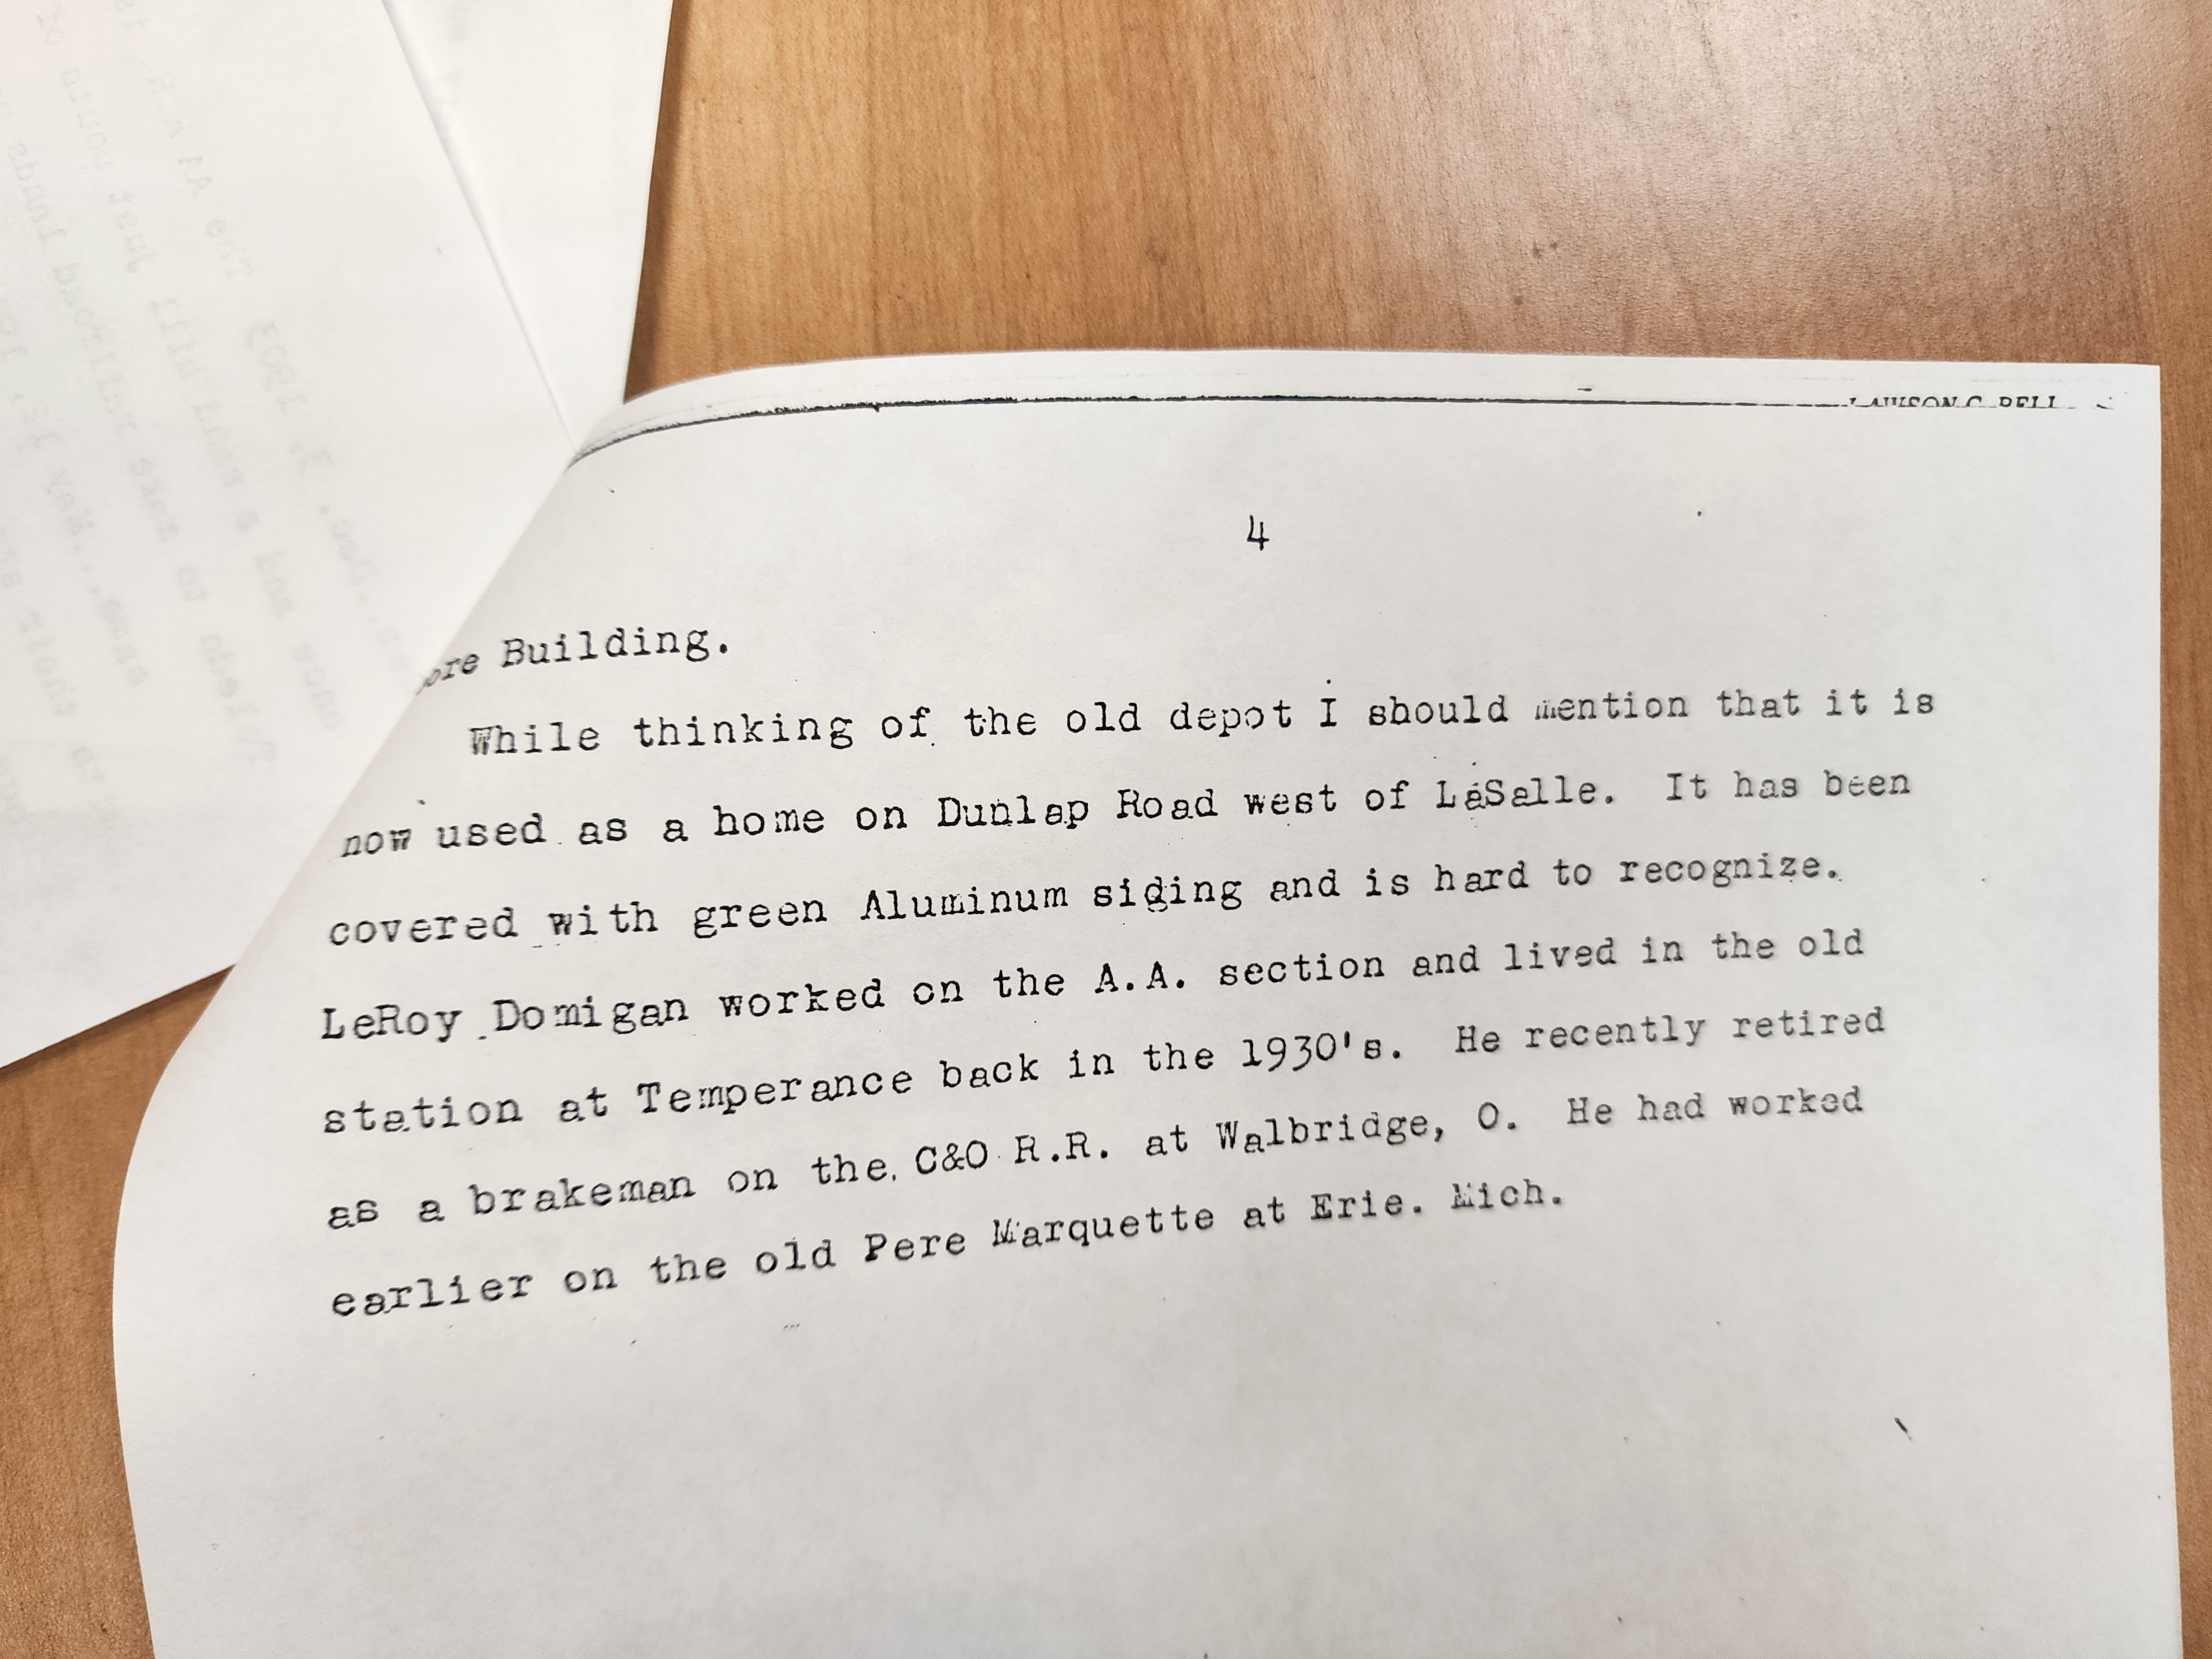 LAWSON C. BELL
4
Building.
While thinking of the old depot I should mention that it is
now used as a home on Dunlap Road west of LaSalle. It has been
covered with green Aluminum siding and is hard to recognize.
LeRoy Domigan worked on the A.A. section and lived in the old
station at Temperance back in the 1930's. He recently retired
as a brakeman on the C&O R.R. at Walbridge, O. He had worked
earlier on the old Pere Marquette at Erie. Mich.